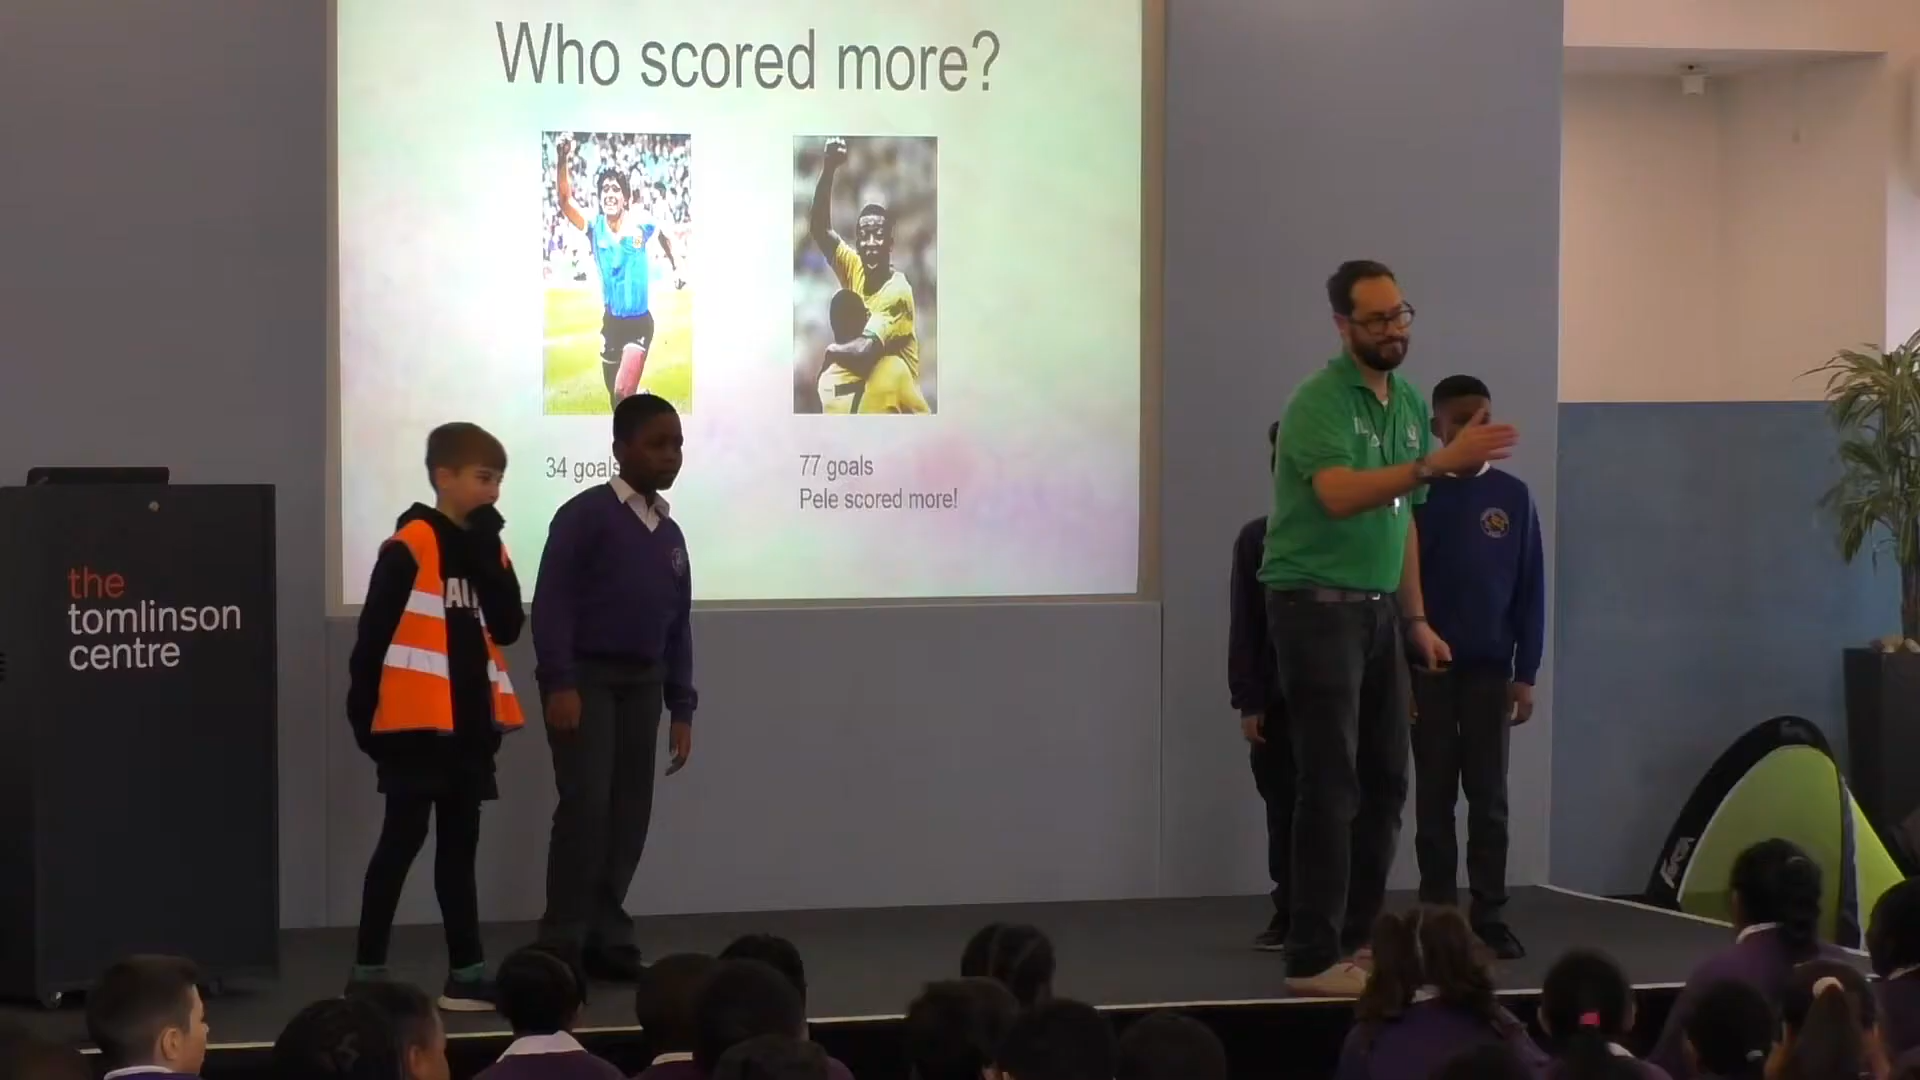 Who scored more?
34 goals
77 goals
Pele scored more!
the
tomlinson
centre